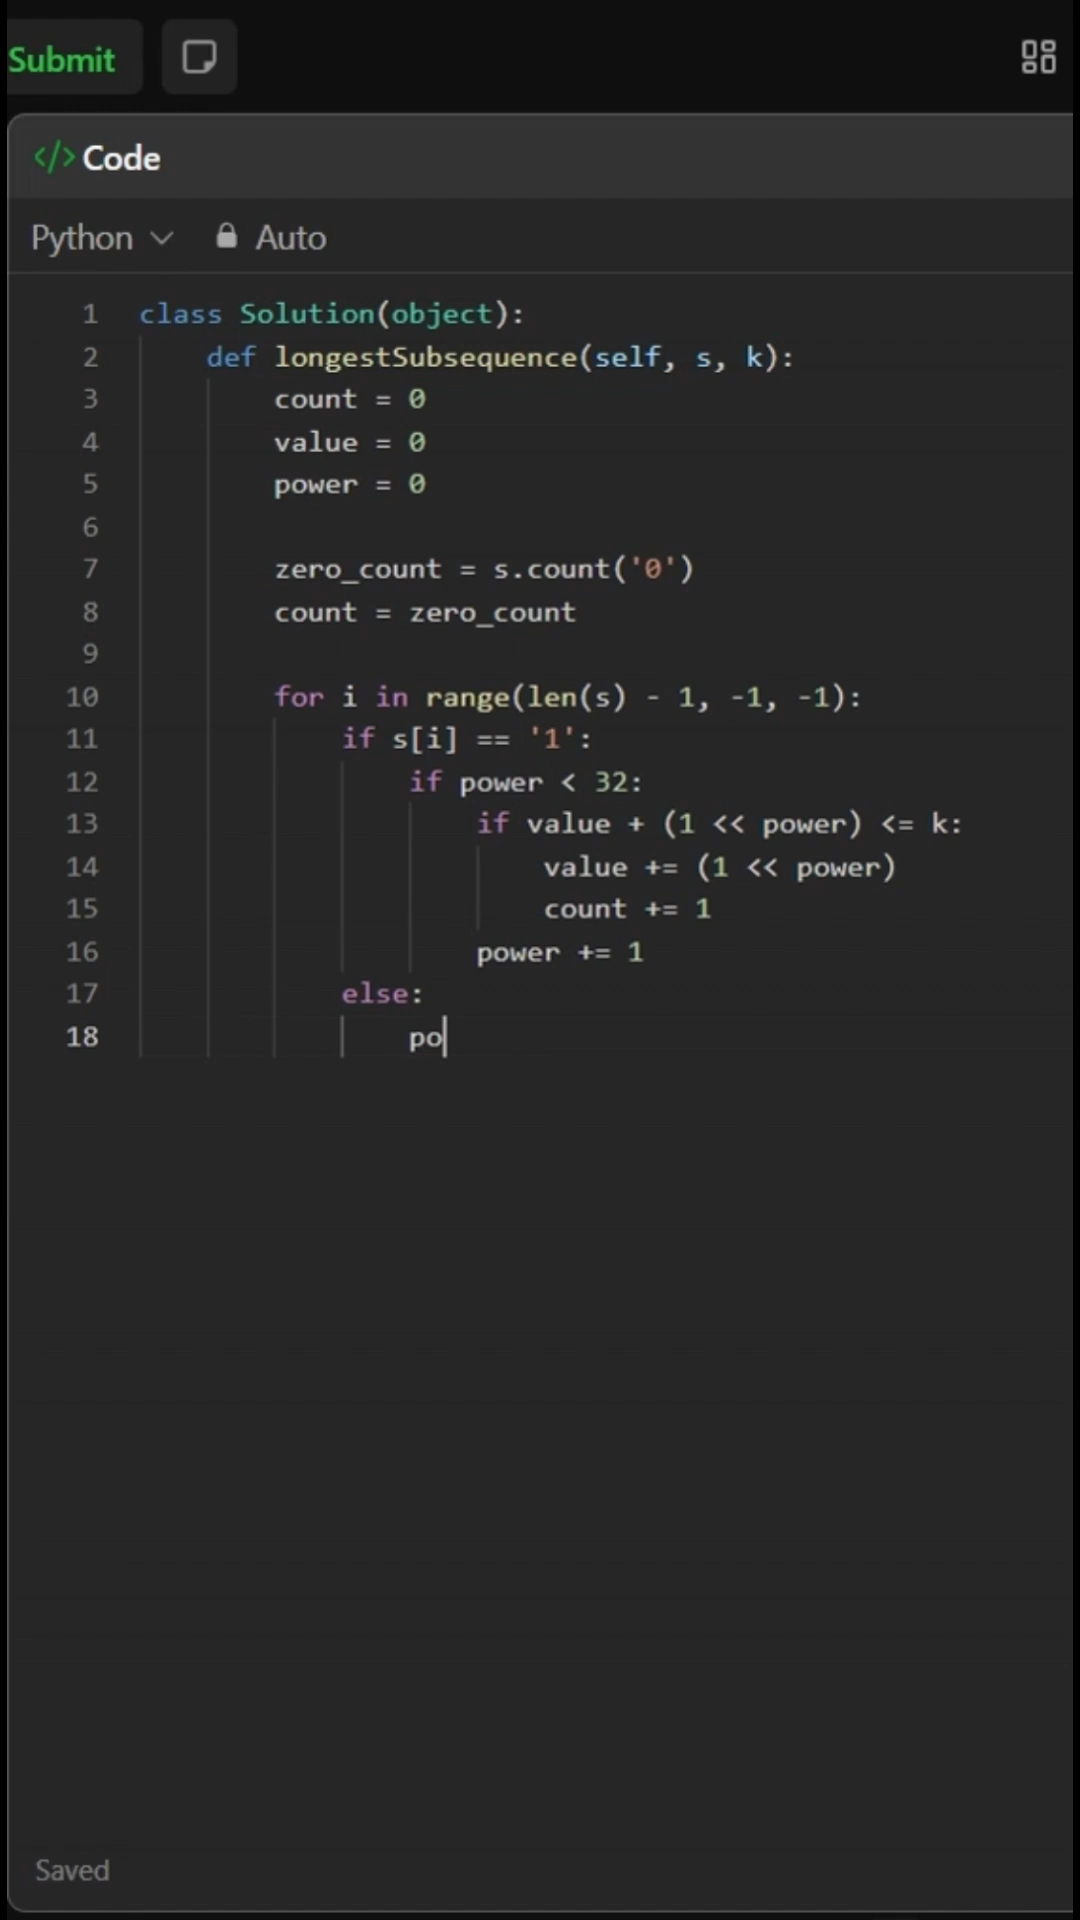 Submit
</> Code
Python Auto
1 class Solution(object):
2 def longestSubsequence(self, s, k):
3 count = 0
4 value = 0
5 power = 0
6
7 zero_count = s.count('0')
8 count = zero_count
9
10 for i in range(len(s) - 1, -1, -1):
11 if s[i] == '1':
12 if power < 32:
13 if value + (1 << power) <= k:
14 value += (1 << power)
15 count += 1
16 power += 1
17 else:
18 po
Saved